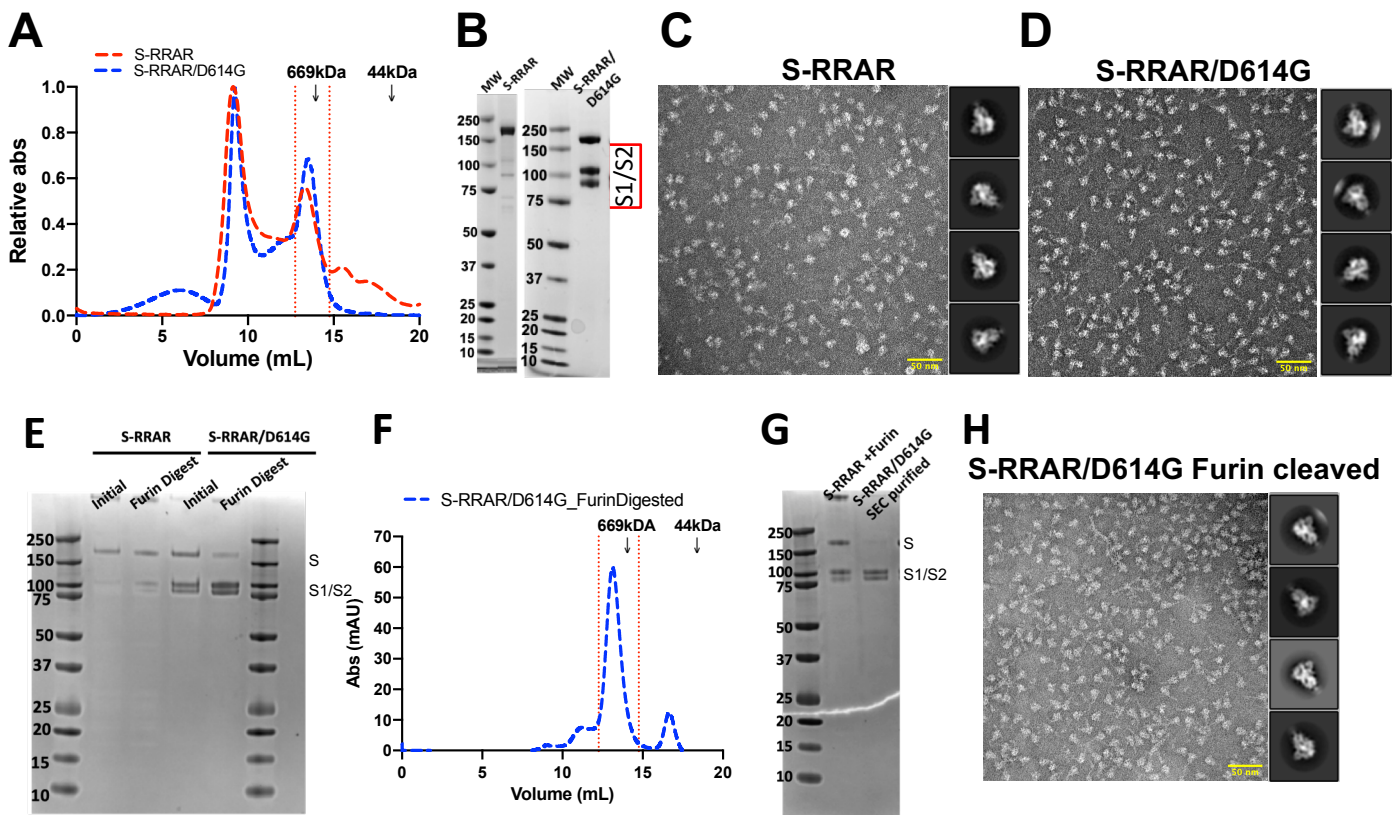 A
S-RRAR
S-RRAR/D614G
669kDa
44kDa
1.0
0.8
0.6
0.4
0.2
0.0
Relative abs
0
5
10
15
20
Volume (mL)
B
MW
S-RRAR
250
150
100
75
50
37
25
20
15
10
MW
S-RRAR/
D614G
250
150
100
75
50
37
25
20
15
10
S1/S2
C
S-RRAR
50 nm
D
S-RRAR/D614G
50 nm
E
S-RRAR
S-RRAR/D614G
Initial
Furin Digest
Initial
Furin Digest
250
150
100
75
50
37
25
20
15
10
S
S1/S2
F
S-RRAR/D614G_FurinDigested
669kDA
44kDa
70
60
50
40
30
20
10
0
Abs (mAU)
0
5
10
15
20
Volume (mL)
G
S-RRAR +Furin
S-RRAR/D614G
SEC purified
250
150
100
75
50
37
25
20
15
10
S
S1/S2
H
S-RRAR/D614G Furin cleaved
50 nm